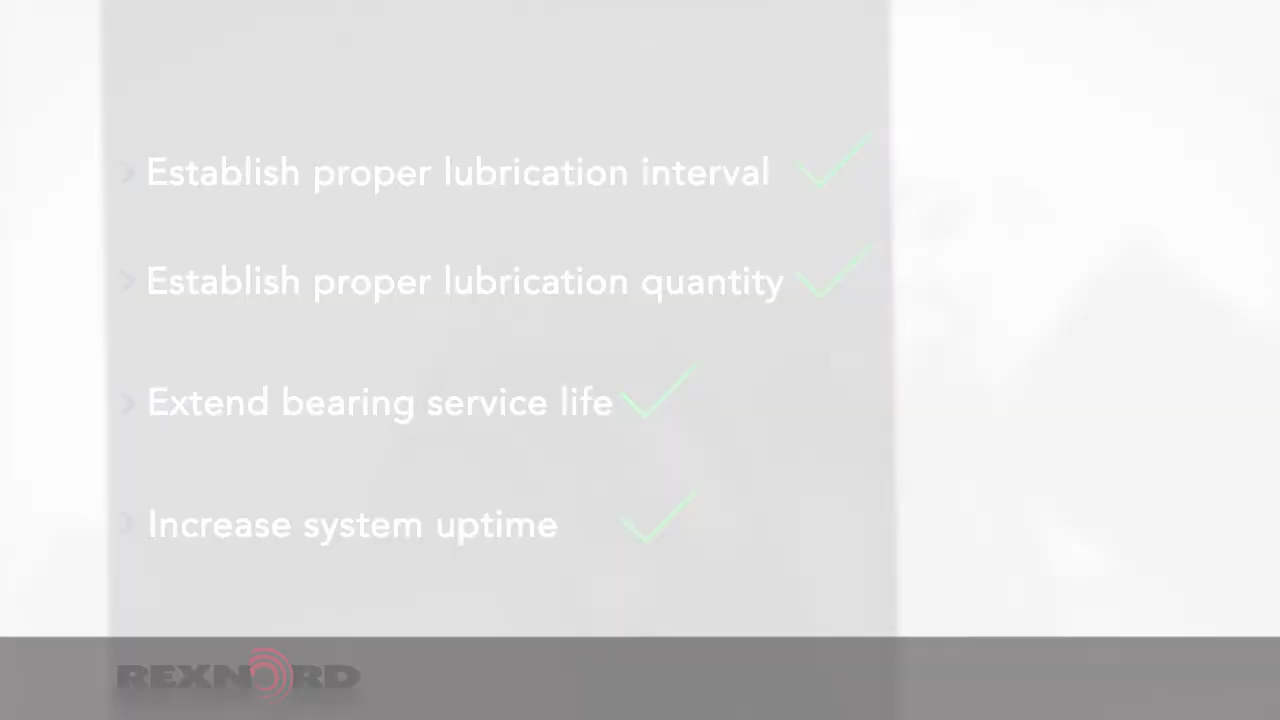 Establish proper lubrication interval
Establish proper lubrication quantity
Extend bearing service life
Increase system uptime
REXNORD